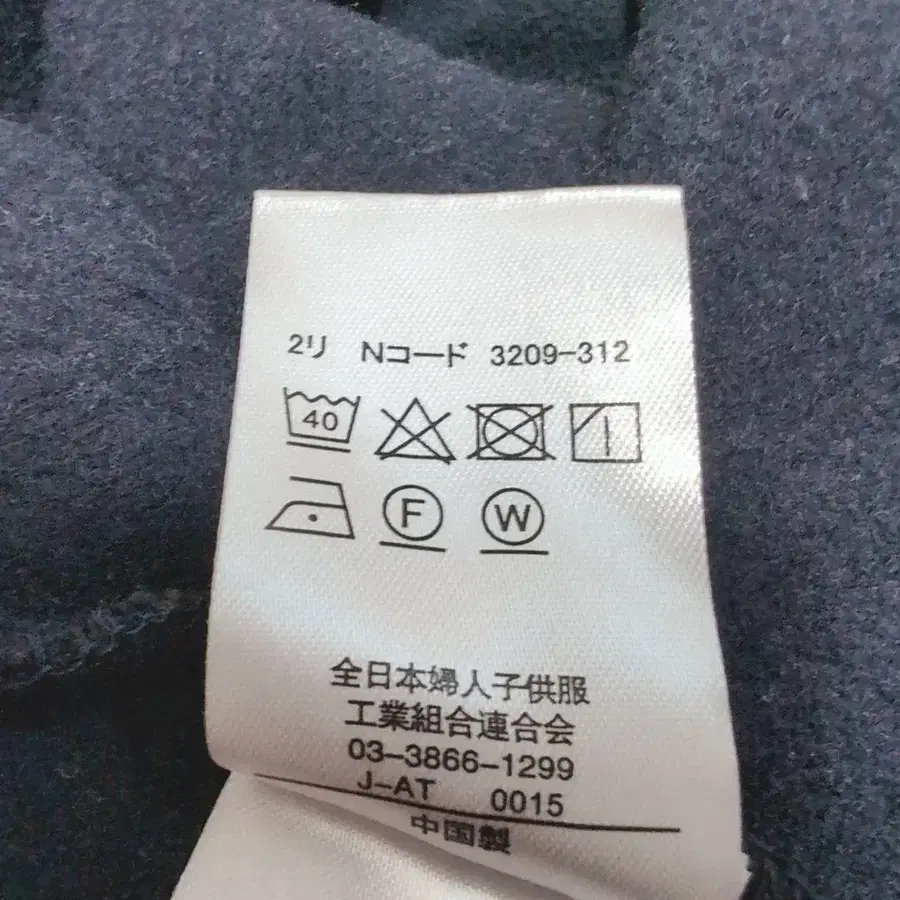 2リ Nコード 3209-312
40
F W
全日本婦人子供服
工業組合連合会
03-3866-1299
J-AT 0015
中国製